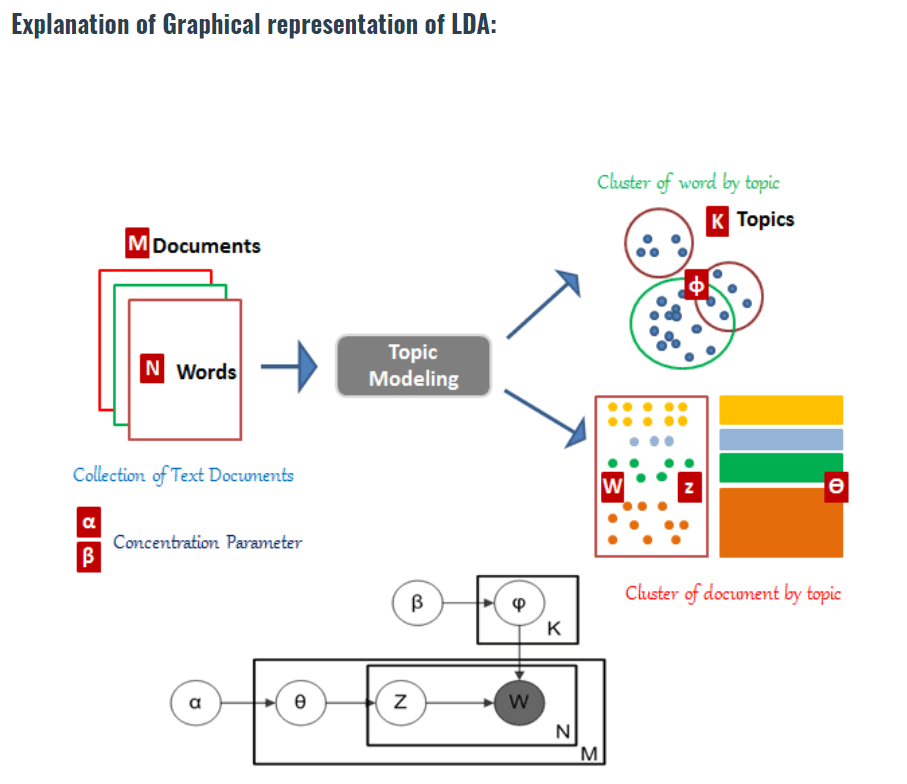 Explanation of Graphical representation of LDA:
Cluster of word by topic
K Topics
M Documents
ϕ
N Words
Topic
Modeling
W z
Θ
Collection of Text Documents
α
β
Concentration Parameter
Cluster of document by topic
β φ
K
α θ Z W
N
M